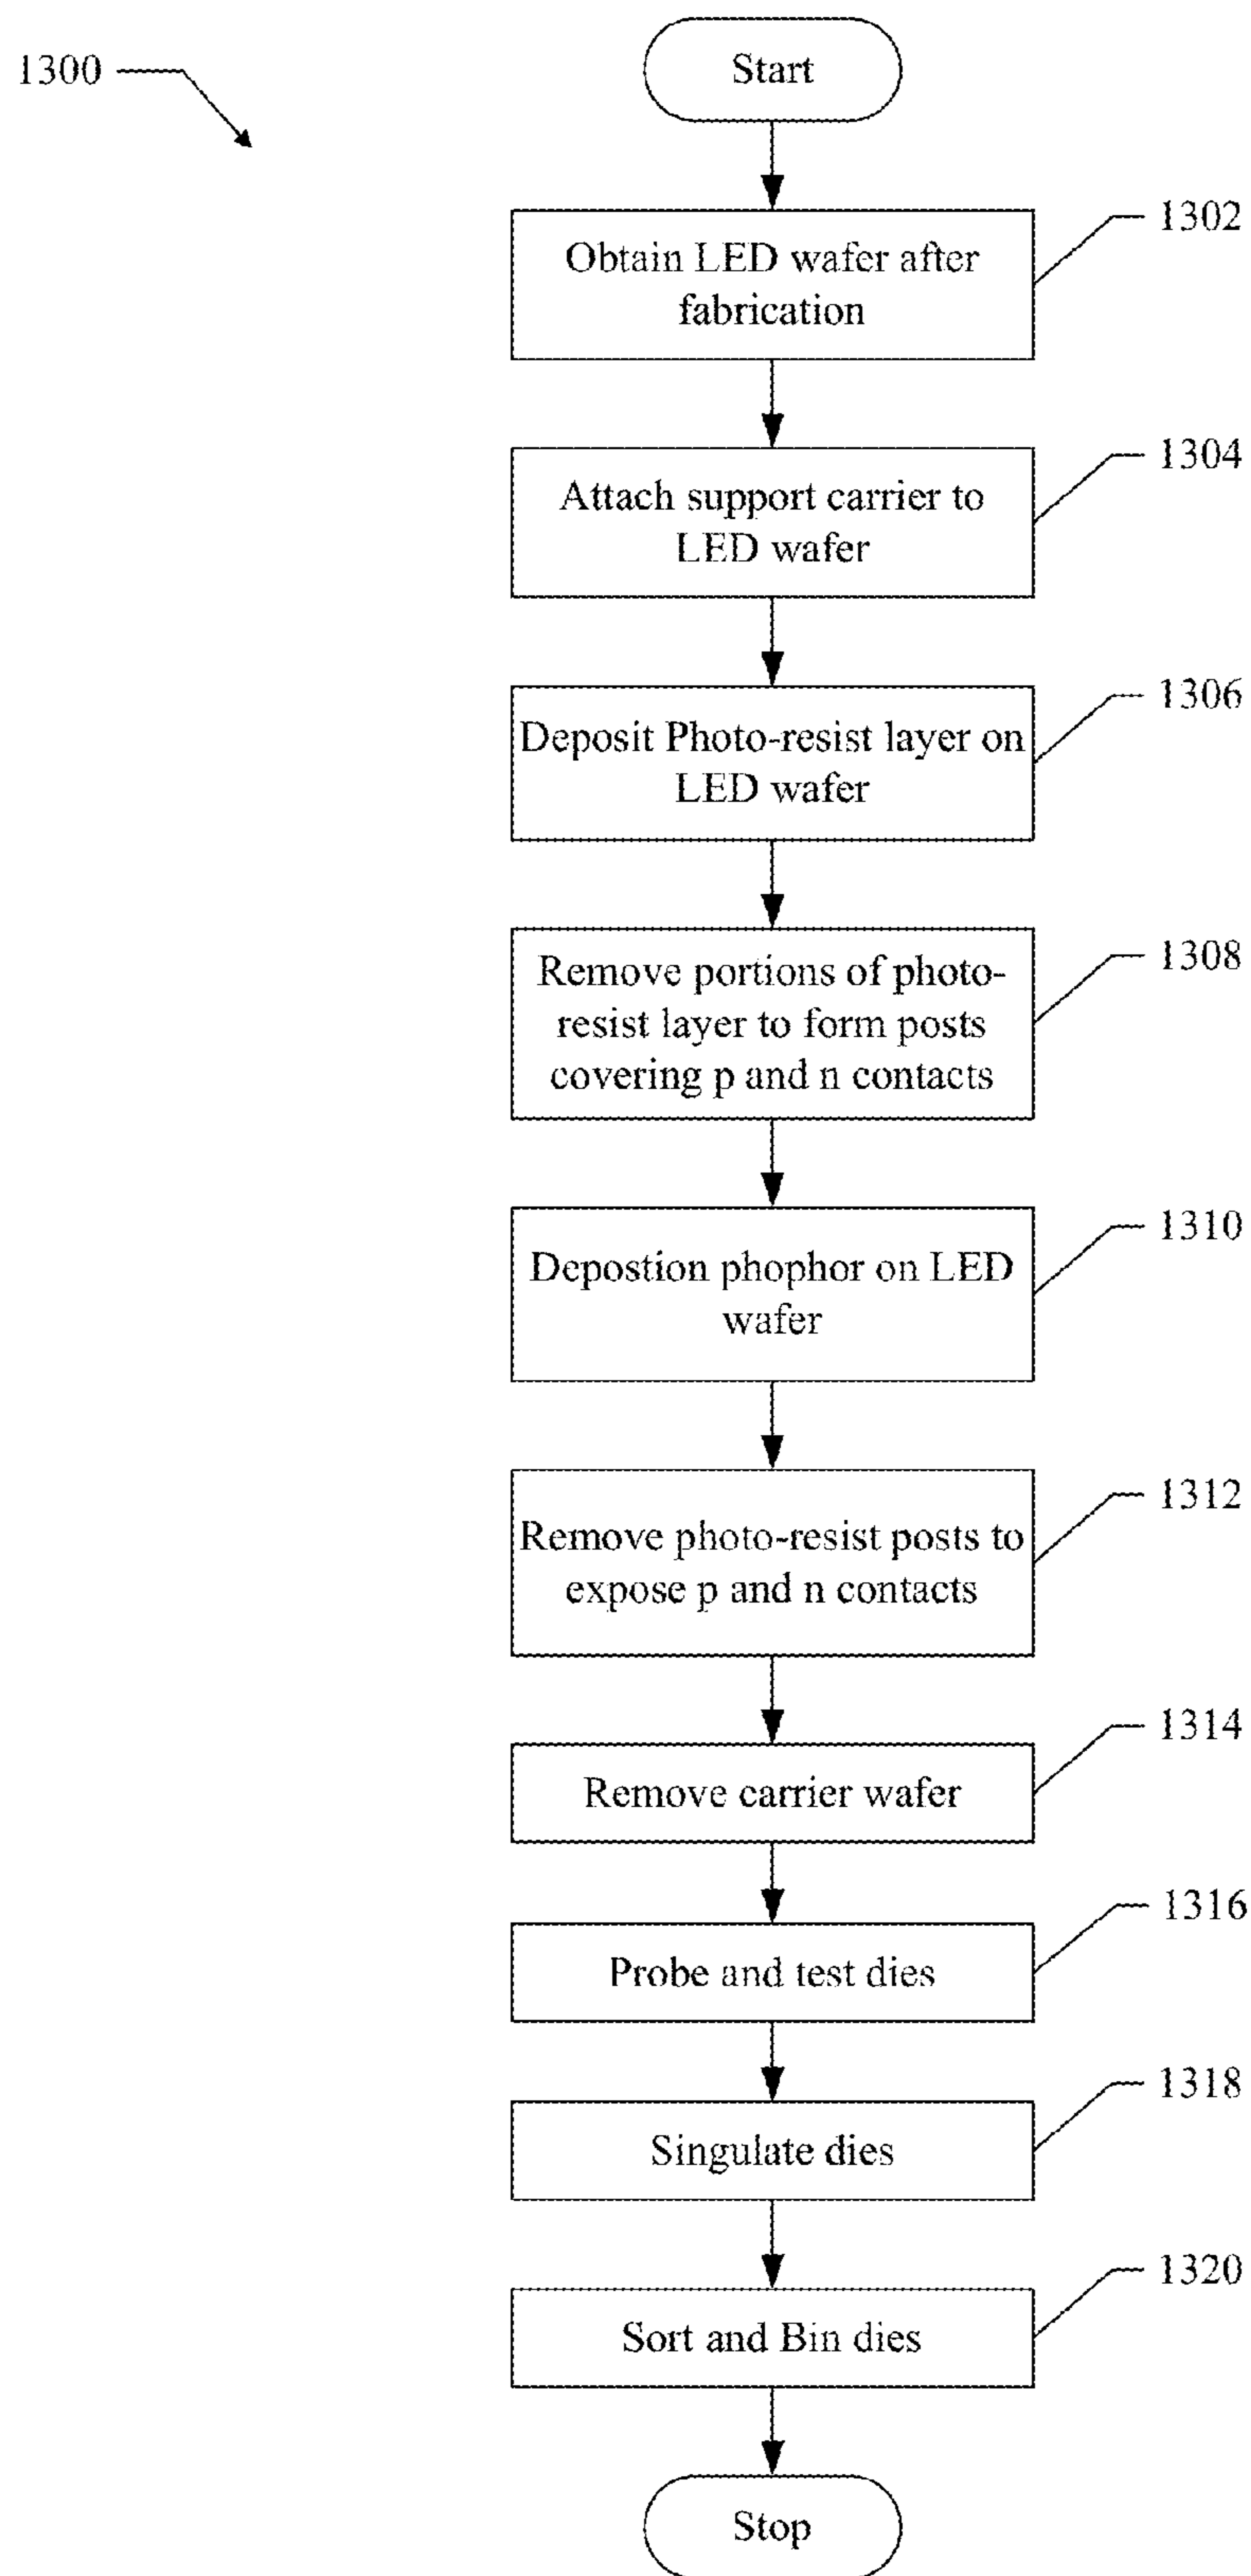 1300
Start
1302
Obtain LED wafer after
fabrication
1304
Attach support carrier to
LED wafer
1306
Deposit Photo-resist layer on
LED wafer
1308
Remove portions of photo-
resist layer to form posts
covering p and n contacts
1310
Depostion phophor on LED
wafer
1312
Remove photo-resist posts to
expose p and n contacts
1314
Remove carrier wafer
1316
Probe and test dies
1318
Singulate dies
1320
Sort and Bin dies
Stop